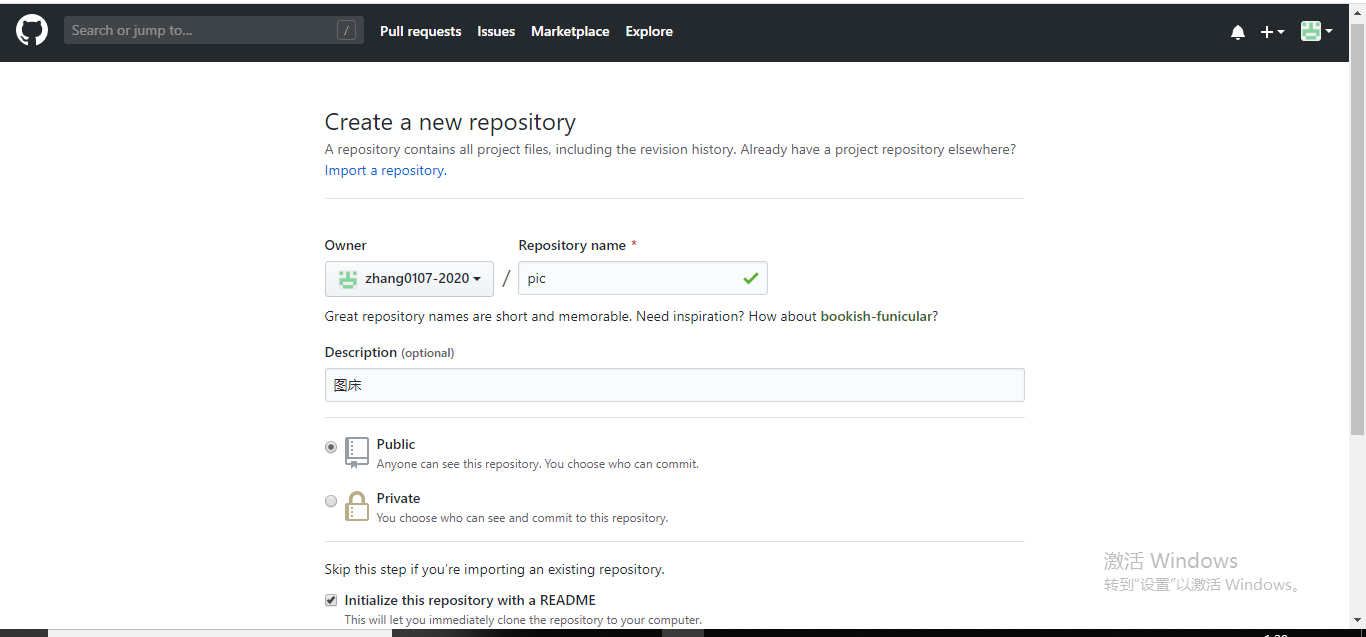 Search or jump to... / Pull requests Issues Marketplace Explore
Create a new repository
A repository contains all project files, including the revision history. Already have a project repository elsewhere?
Import a repository.
Owner Repository name *
zhang0107-2020 / pic
Great repository names are short and memorable. Need inspiration? How about bookish-funicular?
Description (optional)
图床
Public
Anyone can see this repository. You choose who can commit.
Private
You choose who can see and commit to this repository.
激活 Windows
转到"设置"以激活 Windows。
Skip this step if you're importing an existing repository.
Initialize this repository with a README
This will let you immediately clone the repository to your computer.